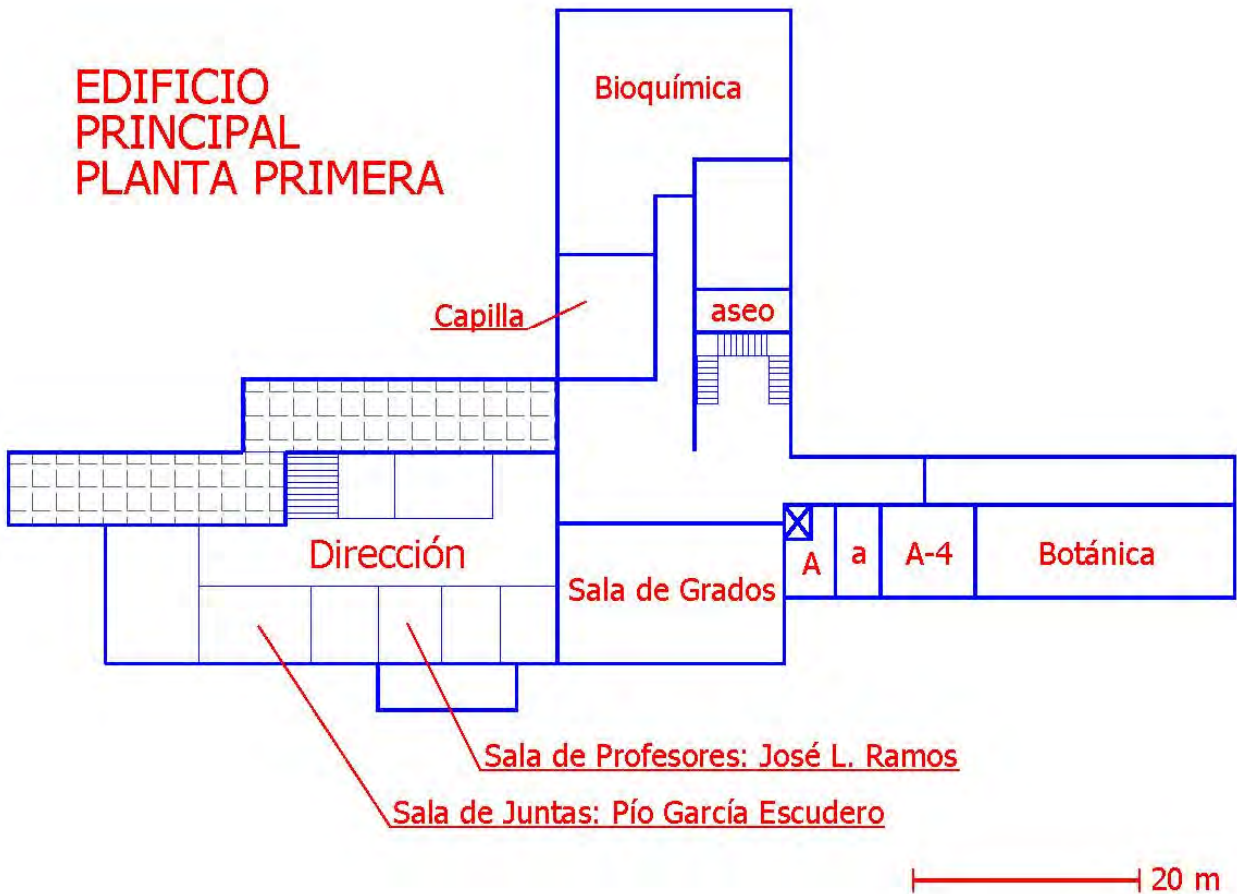 EDIFICIO
PRINCIPAL
PLANTA PRIMERA
Bioquímica
Capilla
aseo
Dirección
Sala de Grados
A
a
A-4
Botánica
Sala de Profesores: José L. Ramos
Sala de Juntas: Pío García Escudero
20 m